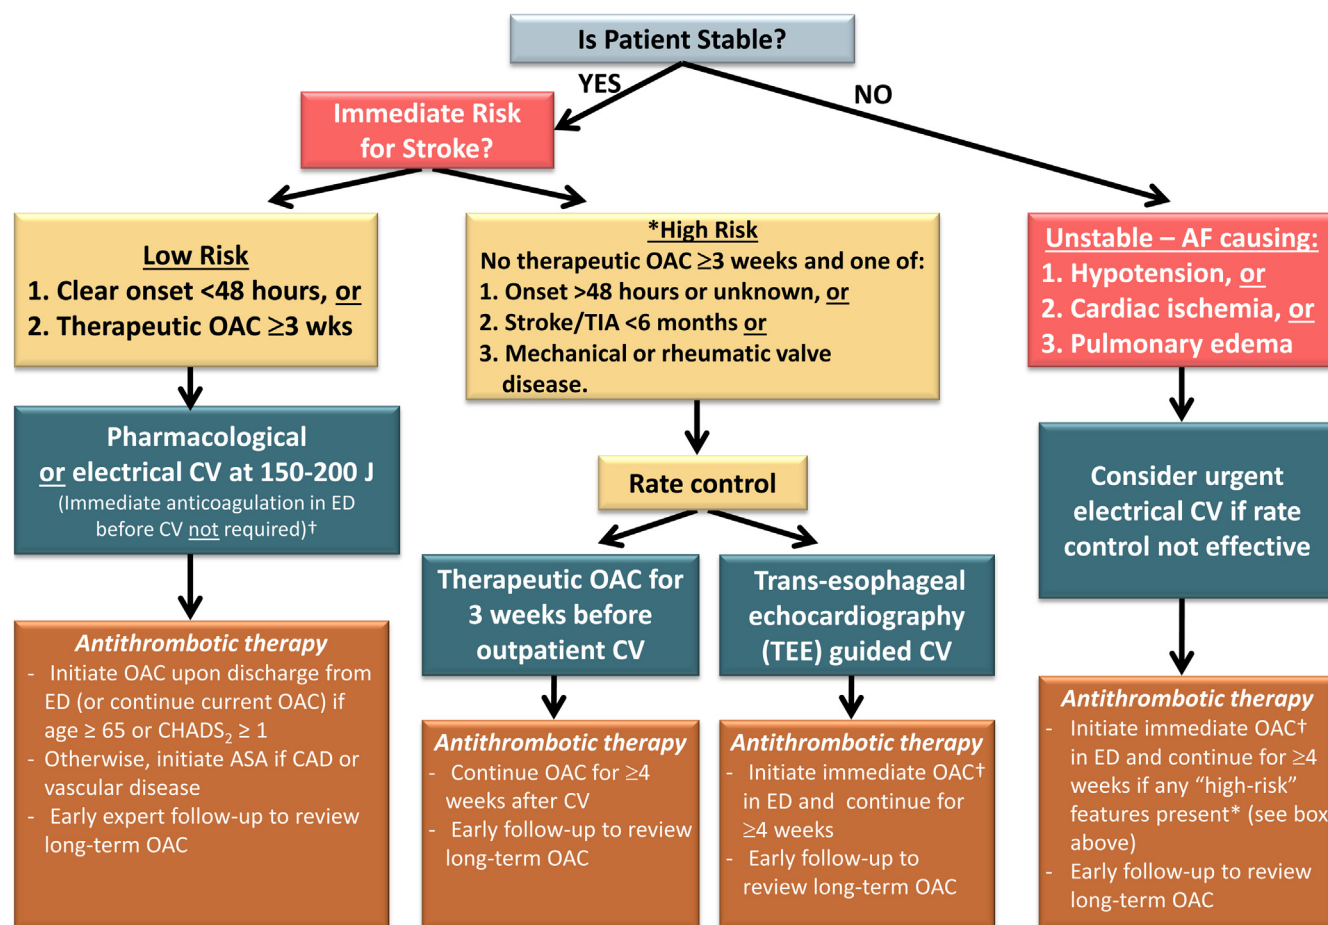 Is Patient Stable?
YES
NO
Immediate Risk
for Stroke?
Low Risk
1. Clear onset <48 hours, or
2. Therapeutic OAC ≥3 wks
*High Risk
No therapeutic OAC ≥3 weeks and one of:
1. Onset >48 hours or unknown, or
2. Stroke/TIA <6 months or
3. Mechanical or rheumatic valve
disease.
Unstable – AF causing:
1. Hypotension, or
2. Cardiac ischemia, or
3. Pulmonary edema
Pharmacological
or electrical CV at 150-200 J
(Immediate anticoagulation in ED
before CV not required)†
Rate control
Consider urgent
electrical CV if rate
control not effective
Therapeutic OAC for
3 weeks before
outpatient CV
Trans-esophageal
echocardiography
(TEE) guided CV
Antithrombotic therapy
- Initiate OAC upon discharge from
ED (or continue current OAC) if
age ≥ 65 or CHADS₂ ≥ 1
- Otherwise, initiate ASA if CAD or
vascular disease
- Early expert follow-up to review
long-term OAC
Antithrombotic therapy
- Continue OAC for ≥4
weeks after CV
- Early follow-up to review
long-term OAC
Antithrombotic therapy
- Initiate immediate OAC†
in ED and continue for
≥4 weeks
- Early follow-up to
review long-term OAC
Antithrombotic therapy
- Initiate immediate OAC†
in ED and continue for ≥4
weeks if any “high-risk”
features present* (see box
above)
- Early follow-up to review
long-term OAC